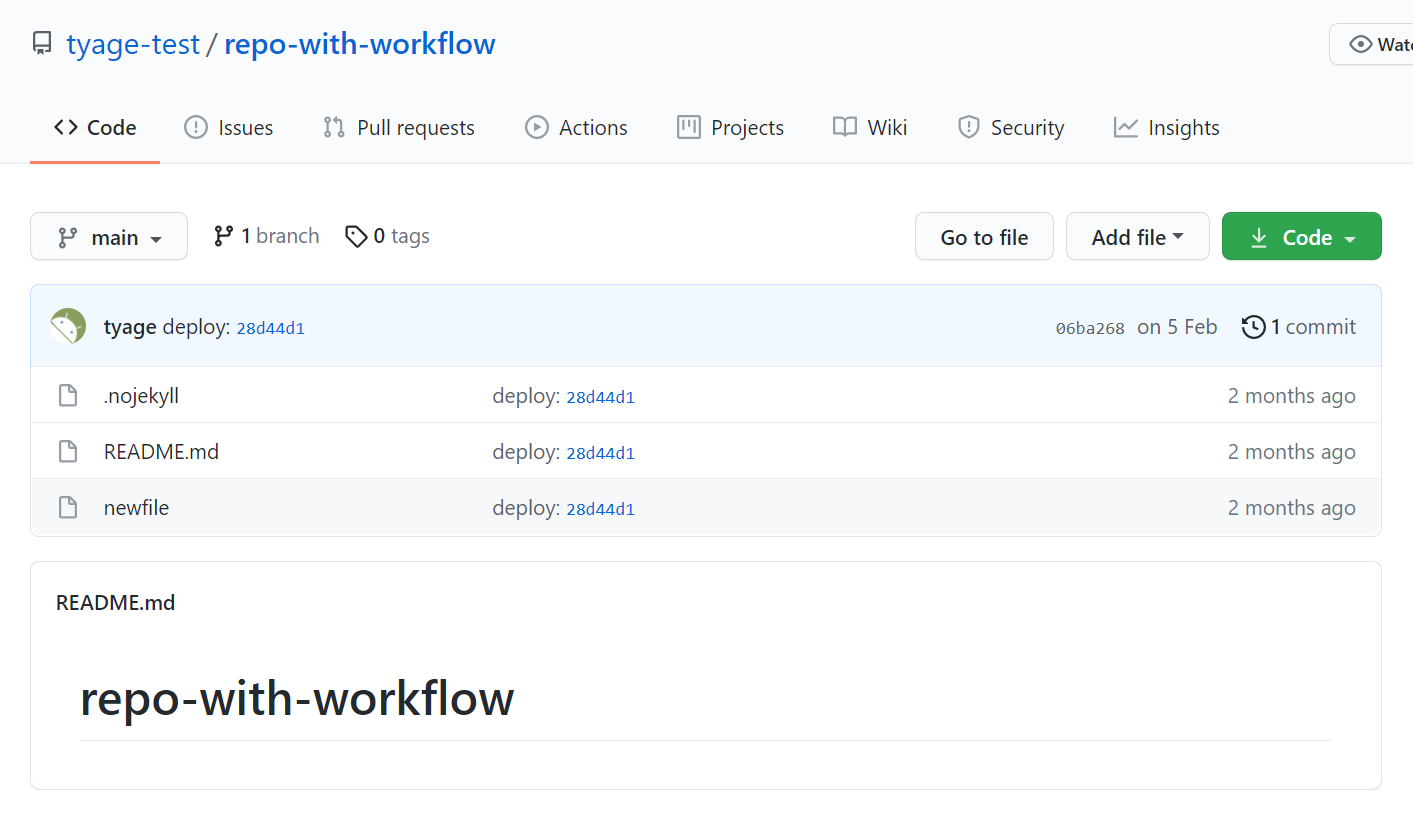 tyage-test / repo-with-workflow
Code Issues Pull requests Actions Projects Wiki Security Insights
main 1 branch 0 tags Go to file Add file Code
tyage deploy: 28d44d1 06ba268 on 5 Feb 1 commit
.nojekyll deploy: 28d44d1 2 months ago
README.md deploy: 28d44d1 2 months ago
newfile deploy: 28d44d1 2 months ago
README.md
repo-with-workflow